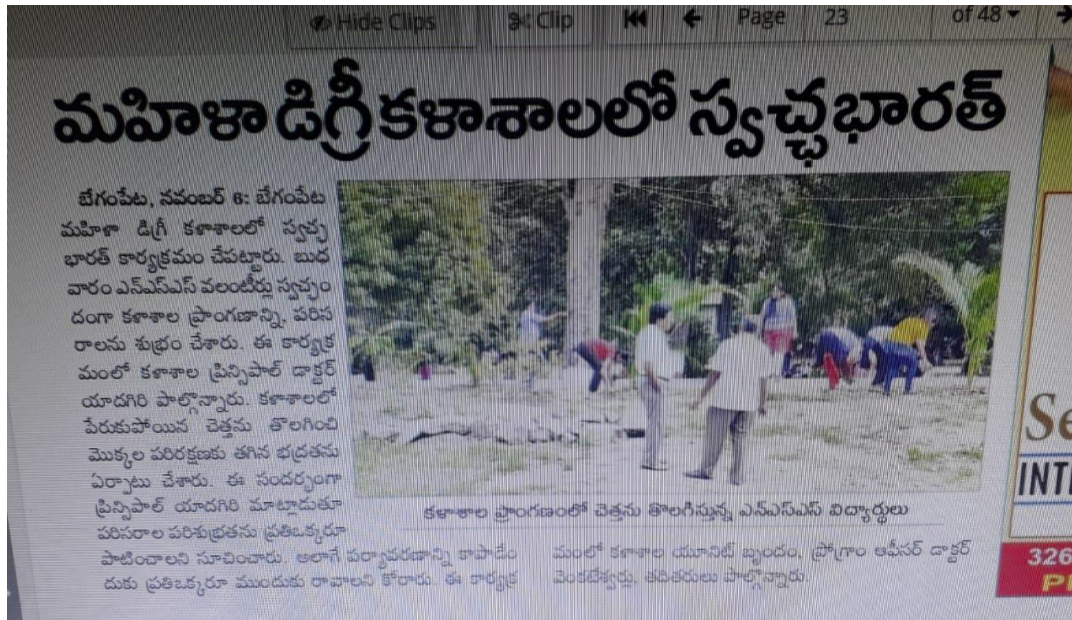 Hide Clips
Clip
Page 23 of 48
మహిళా డిగ్రీ కళాశాలలో స్వచ్ఛభారత్
బేగంపేట, నవంబర్ 6: బేగంపేట
మహిళా డిగ్రీ కళాశాలలో స్వచ్ఛ
భారత్ కార్యక్రమం చేపట్టారు. బుధ
వారం ఎన్ఎస్ఎస్ వలంటీర్లు స్వచ్ఛం
దంగా కళాశాల ప్రాంగణాన్ని, పరిస
రాలను శుభ్రం చేశారు. ఈ కార్యక్ర
మంలో కళాశాల ప్రిన్సిపాల్ డాక్టర్
యాదగిరి పాల్గొన్నారు. కళాశాలలో
పేరుకుపోయిన చెత్తను తొలగించి
మొక్కల పరిరక్షణకు తగిన భద్రతను
ఏర్పాటు చేశారు. ఈ సందర్భంగా
ప్రిన్సిపాల్ యాదగిరి మాట్లాడుతూ
పరిసరాల పరిశుభ్రతను ప్రతిఒక్కరూ
పాటించాలని సూచించారు. అలాగే పర్యావరణాన్ని కాపాడేం
దుకు ప్రతిఒక్కరూ ముందుకు రావాలని కోరారు. ఈ కార్యక్ర
మంలో కళాశాల యూనిట్ బృందం, ప్రోగ్రాం ఆఫీసర్ డాక్టర్
వెంకటేశ్వర్లు, తదితరులు పాల్గొన్నారు.
కళాశాల ప్రాంగణంలో చెత్తను తొలగిస్తున్న ఎన్ఎస్ఎస్ విద్యార్థులు
326